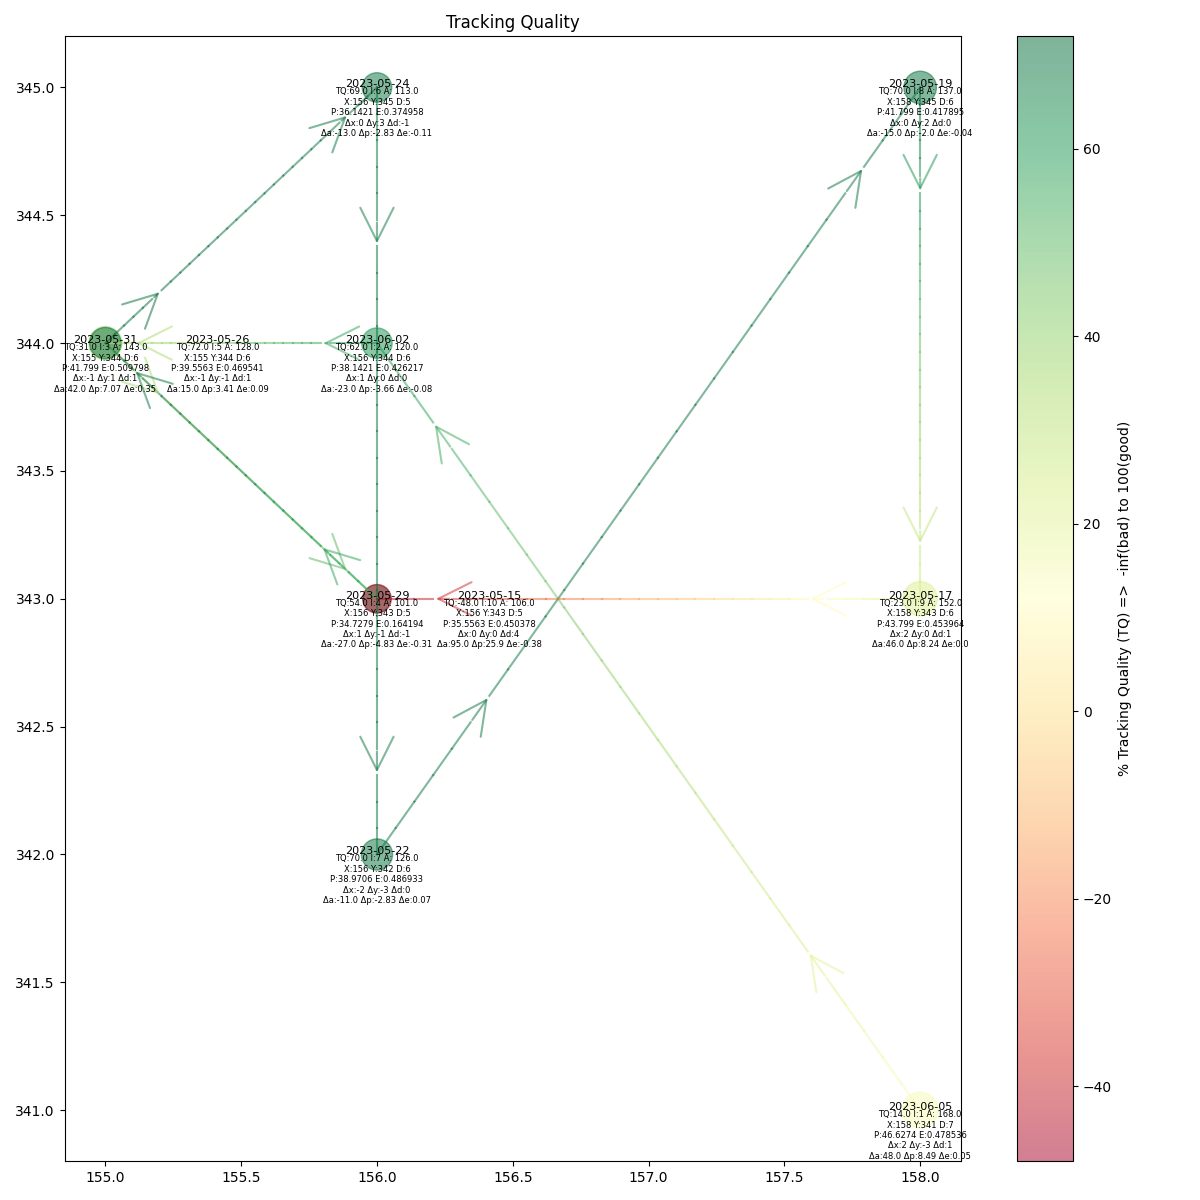 Tracking Quality
345.0
344.5
344.0
343.5
343.0
342.5
342.0
341.5
341.0
155.0
155.5
156.0
156.5
157.0
157.5
158.0
2023-05-24
TQ:69.0 I:6 A: 113.0
X:156 Y:345 D:5
P:36.1421 E:0.374958
Δx:0 Δy:3 Δd:-1
Δa:-13.0 Δp:-2.83 Δe:-0.11
2023-05-19
TQ:70.0 I:8 A: 137.0
X:158 Y:345 D:6
P:41.799 E:0.417895
Δx:0 Δy:2 Δd:0
Δa:-15.0 Δp:-2.0 Δe:-0.04
2023-05-31
TQ:31.0 I:3 A: 143.0
X:155 Y:344 D:6
P:41.799 E:0.509798
Δx:-1 Δy:1 Δd:1
Δa:42.0 Δp:7.07 Δe:0.35
2023-05-26
TQ:72.0 I:5 A: 128.0
X:155 Y:344 D:6
P:39.5563 E:0.469541
Δx:-1 Δy:-1 Δd:1
Δa:15.0 Δp:3.41 Δe:0.09
2023-06-02
TQ:62.0 I:2 A: 120.0
X:156 Y:344 D:6
P:38.1421 E:0.426217
Δx:1 Δy:0 Δd:0
Δa:-23.0 Δp:-3.66 Δe:-0.08
2023-05-29
TQ:54.0 I:4 A: 101.0
X:156 Y:343 D:5
P:34.7279 E:0.164194
Δx:1 Δy:-1 Δd:-1
Δa:-27.0 Δp:-4.83 Δe:-0.31
2023-05-15
TQ:-48.0 I:10 A: 106.0
X:156 Y:343 D:5
P:35.5563 E:0.450378
Δx:0 Δy:0 Δd:4
Δa:95.0 Δp:25.9 Δe:-0.38
2023-05-17
TQ:23.0 I:9 A: 152.0
X:158 Y:343 D:6
P:43.799 E:0.453964
Δx:2 Δy:0 Δd:1
Δa:46.0 Δp:8.24 Δe:0.0
2023-05-22
TQ:70.0 I:7 A: 126.0
X:156 Y:342 D:6
P:38.9706 E:0.486933
Δx:-2 Δy:-3 Δd:0
Δa:-11.0 Δp:-2.83 Δe:0.07
2023-06-05
TQ:14.0 I:1 A: 168.0
X:158 Y:341 D:7
P:46.6274 E:0.478536
Δx:2 Δy:-3 Δd:1
Δa:48.0 Δp:8.49 Δe:0.05
60
40
20
0
−20
−40
% Tracking Quality (TQ) => -inf(bad) to 100(good)